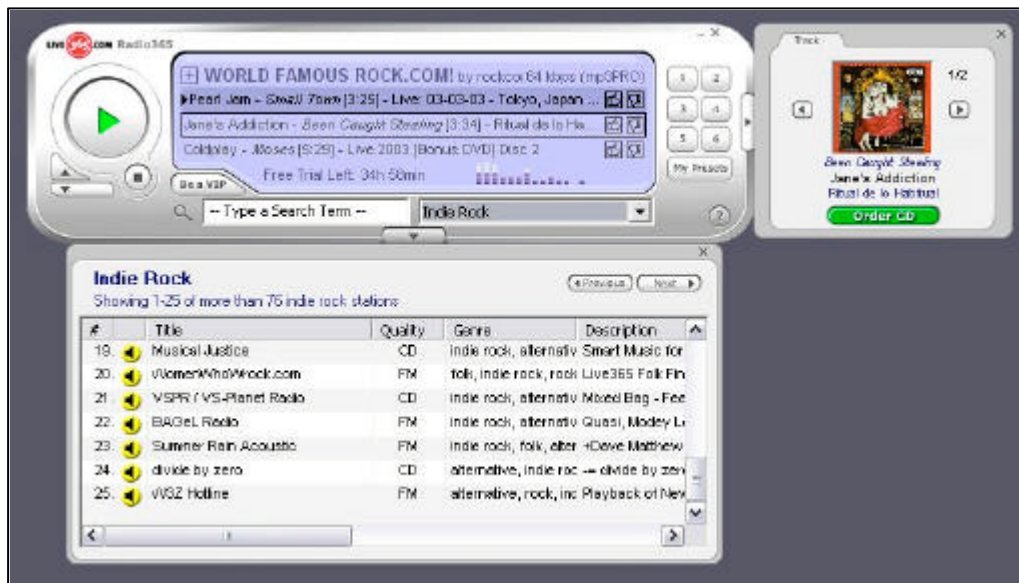 LIVE 365 .COM Radio365
WORLD FAMOUS ROCK.COM! by rockcor 64 kbps (mp3PRO)
Pearl Jam - Small Town [3:25] - Live: 03-03-03 - Tokyo, Japan ...
Jane's Addiction - Been Caught Stealing [3:34] - Ritual de lo Ha...
Coldplay - Moses [5:29] - Live 2003 [Bonus DVD] Disc 2
Free Trial Left: 34h 56min
Be a VIP
-- Type a Search Term --
Indie Rock
1 2
3 4
5 6
My Presets
?
Track
1/2
Been Caught Stealing
Jane's Addiction
Ritual de lo Habitual
Order CD
Indie Rock
Showing 1-25 of more than 75 indie rock stations
Previous Next
# Title Quality Genre Description
19. Musical Justice CD indie rock, alternativ Smart Music for
20. WomenWhoWrock.com FM folk, indie rock, rock Live365 Folk Fin
21. VSPR / VS-Planet Radio CD indie rock, alternativ Mixed Bag - Fee
22. BAGeL Radio FM indie rock, alternativ Quasi, Modey Le
23. Summer Rain Acoustic FM indie rock, folk, alter +Dave Matthew
24. divide by zero CD alternative, indie roc -= divide by zero
25. WSZ Hotline FM alternative, rock, inc Playback of New